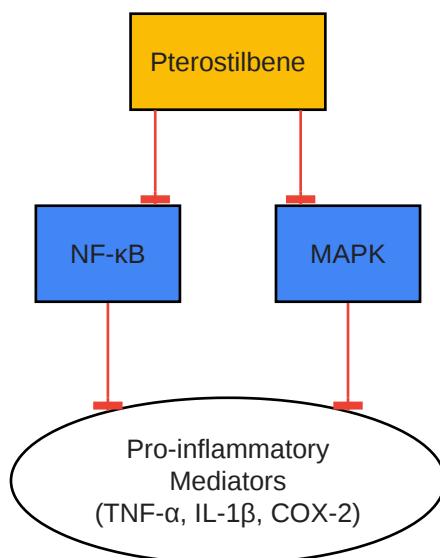 Pterostilbene
NF-κB
MAPK
Pro-inflammatory
Mediators
(TNF-α, IL-1β, COX-2)